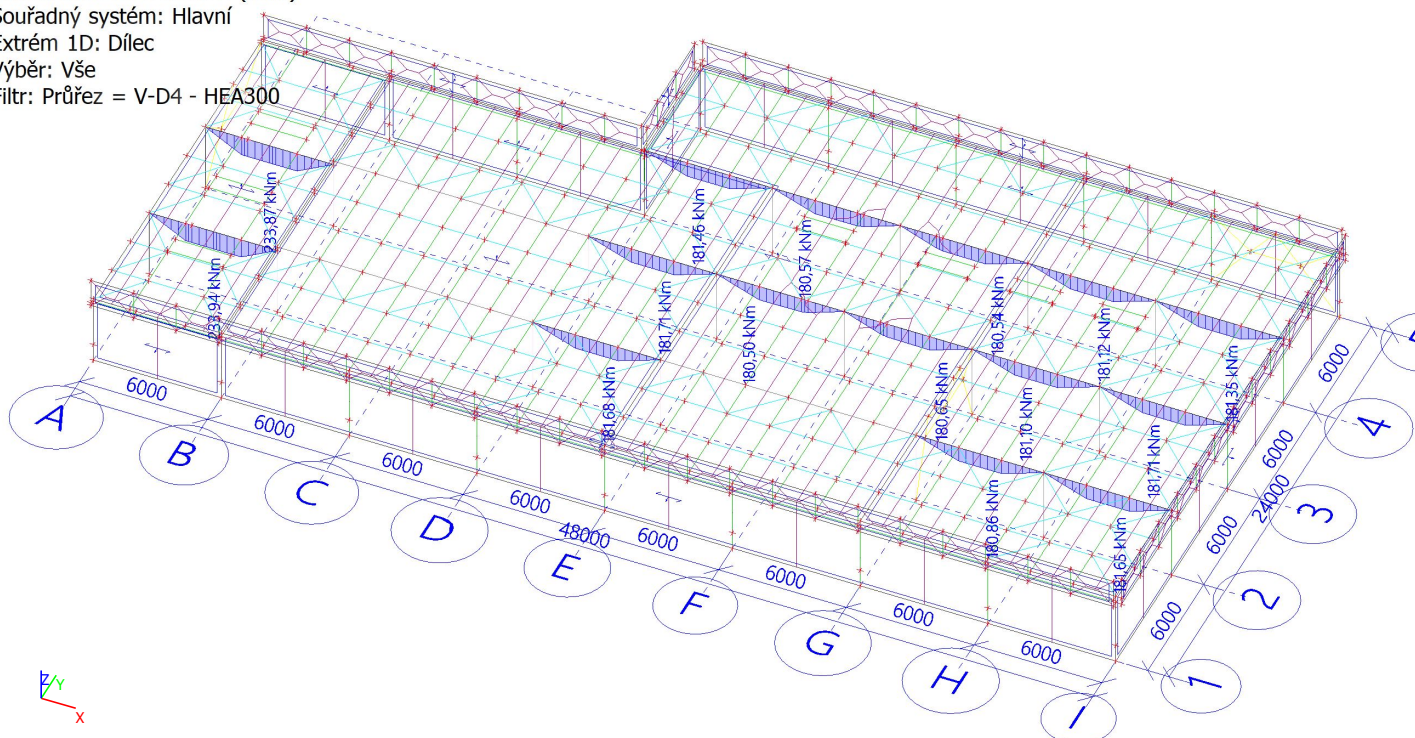 Souřadný systém: Hlavní
Extrém 1D: Dílec
Výběr: Vše
Filtr: Průřez = V-D4 - HEA300
233,87 kNm
233,94 kNm
181,46 kNm
180,57 kNm
181,71 kNm
180,50 kNm
180,54 kNm
181,12 kNm
181,35 kNm
181,68 kNm
180,65 kNm
181,10 kNm
181,71 kNm
180,86 kNm
181,65 kNm
6000
6000
6000
6000
48000
6000
6000
6000
6000
6000
6000
24000
6000
6000
A
B
C
D
E
F
G
H
I
1
2
3
4
Z
Y
X